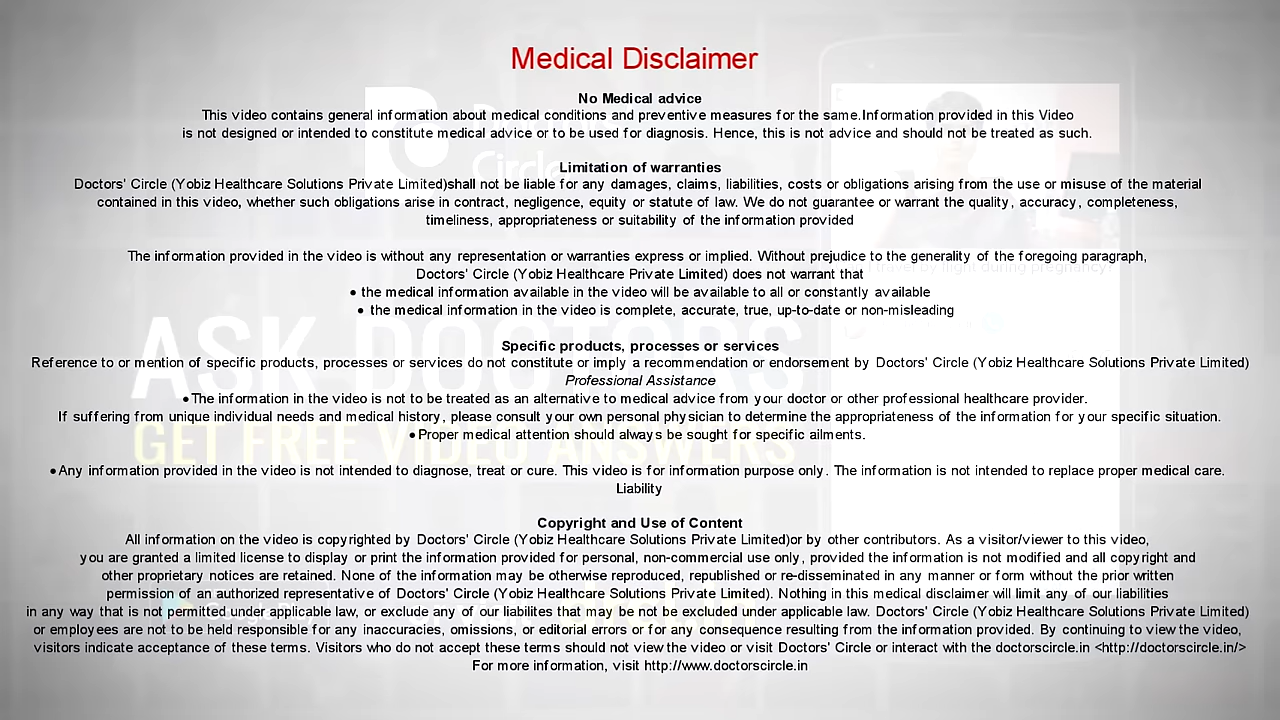 Medical Disclaimer
No Medical advice
This video contains general information about medical conditions and preventive measures for the same.Information provided in this Video
is not designed or intended to constitute medical advice or to be used for diagnosis. Hence, this is not advice and should not be treated as such.
Limitation of warranties
Doctors' Circle (Yobiz Healthcare Solutions Private Limited)shall not be liable for any damages, claims, liabilities, costs or obligations arising from the use or misuse of the material
contained in this video, whether such obligations arise in contract, negligence, equity or statute of law. We do not guarantee or warrant the quality, accuracy, completeness,
timeliness, appropriateness or suitability of the information provided
The information provided in the video is without any representation or warranties express or implied. Without prejudice to the generality of the foregoing paragraph,
Doctors' Circle (Yobiz Healthcare Private Limited) does not warrant that
travel by flight during pregnancy?
• the medical information available in the video will be available to all or constantly available
• the medical information in the video is complete, accurate, true, up-to-date or non-misleading
ASK DOCTORS
Specific products, processes or services
Reference to or mention of specific products, processes or services do not constitute or imply a recommendation or endorsement by Doctors' Circle (Yobiz Healthcare Solutions Private Limited)
Professional Assistance
•The information in the video is not to be treated as an alternative to medical advice from your doctor or other professional healthcare provider.
If suffering from unique individual needs and medical history, please consult your own personal physician to determine the appropriateness of the information for your specific situation.
•Proper medical attention should always be sought for specific ailments.
GET FREE VIDEO ANSWERS
•Any information provided in the video is not intended to diagnose, treat or cure. This video is for information purpose only. The information is not intended to replace proper medical care.
Liability
Copyright and Use of Content
All information on the video is copyrighted by Doctors' Circle (Yobiz Healthcare Solutions Private Limited)or by other contributors. As a visitor/viewer to this video,
you are granted a limited license to display or print the information provided for personal, non-commercial use only, provided the information is not modified and all copyright and
other proprietary notices are retained. None of the information may be otherwise reproduced, republished or re-disseminated in any manner or form without the prior written
permission of an authorized representative of Doctors' Circle (Yobiz Healthcare Solutions Private Limited). Nothing in this medical disclaimer will limit any of our liabilities
in any way that is not permitted under applicable law, or exclude any of our liabilites that may be not be excluded under applicable law. Doctors' Circle (Yobiz Healthcare Solutions Private Limited)
or employees are not to be held responsible for any inaccuracies, omissions, or editorial errors or for any consequence resulting from the information provided. By continuing to view the video,
visitors indicate acceptance of these terms. Visitors who do not accept these terms should not view the video or visit Doctors' Circle or interact with the doctorscircle.in <http://doctorscircle.in/>
For more information, visit http://www.doctorscircle.in